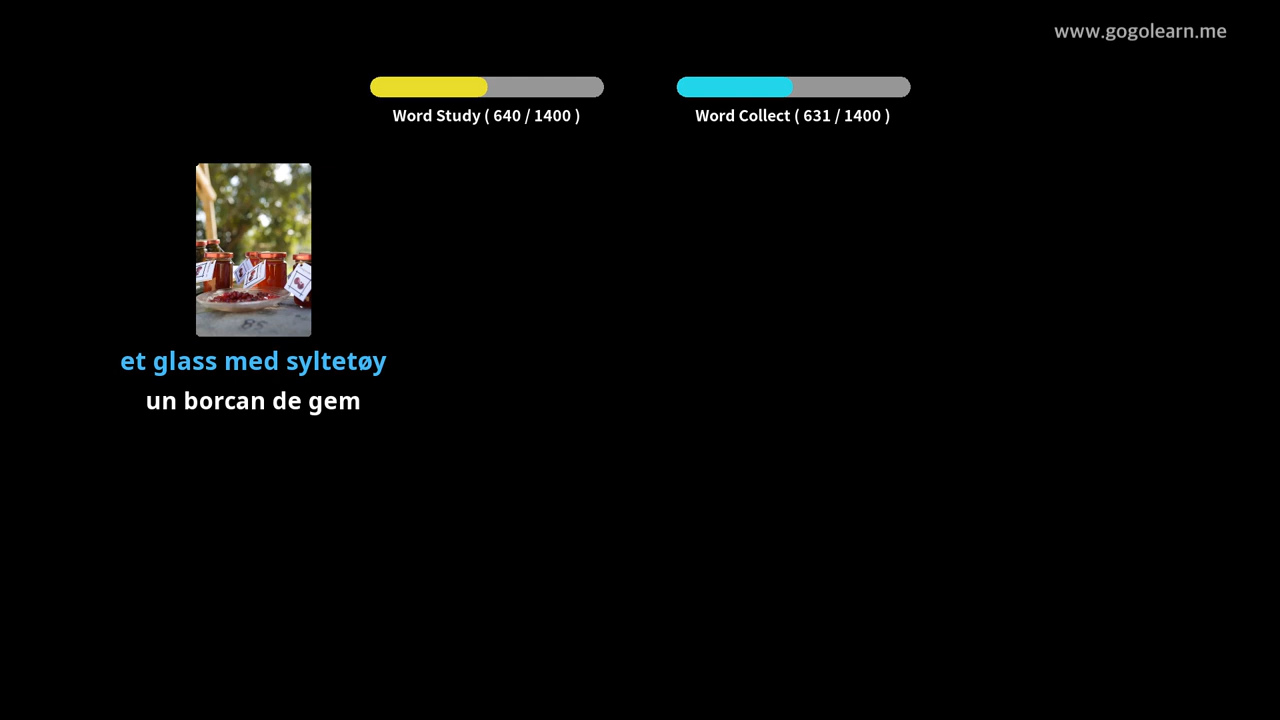 www.gogolearn.me
Word Study ( 640 / 1400 )
Word Collect ( 631 / 1400 )
et glass med syltetøy
un borcan de gem